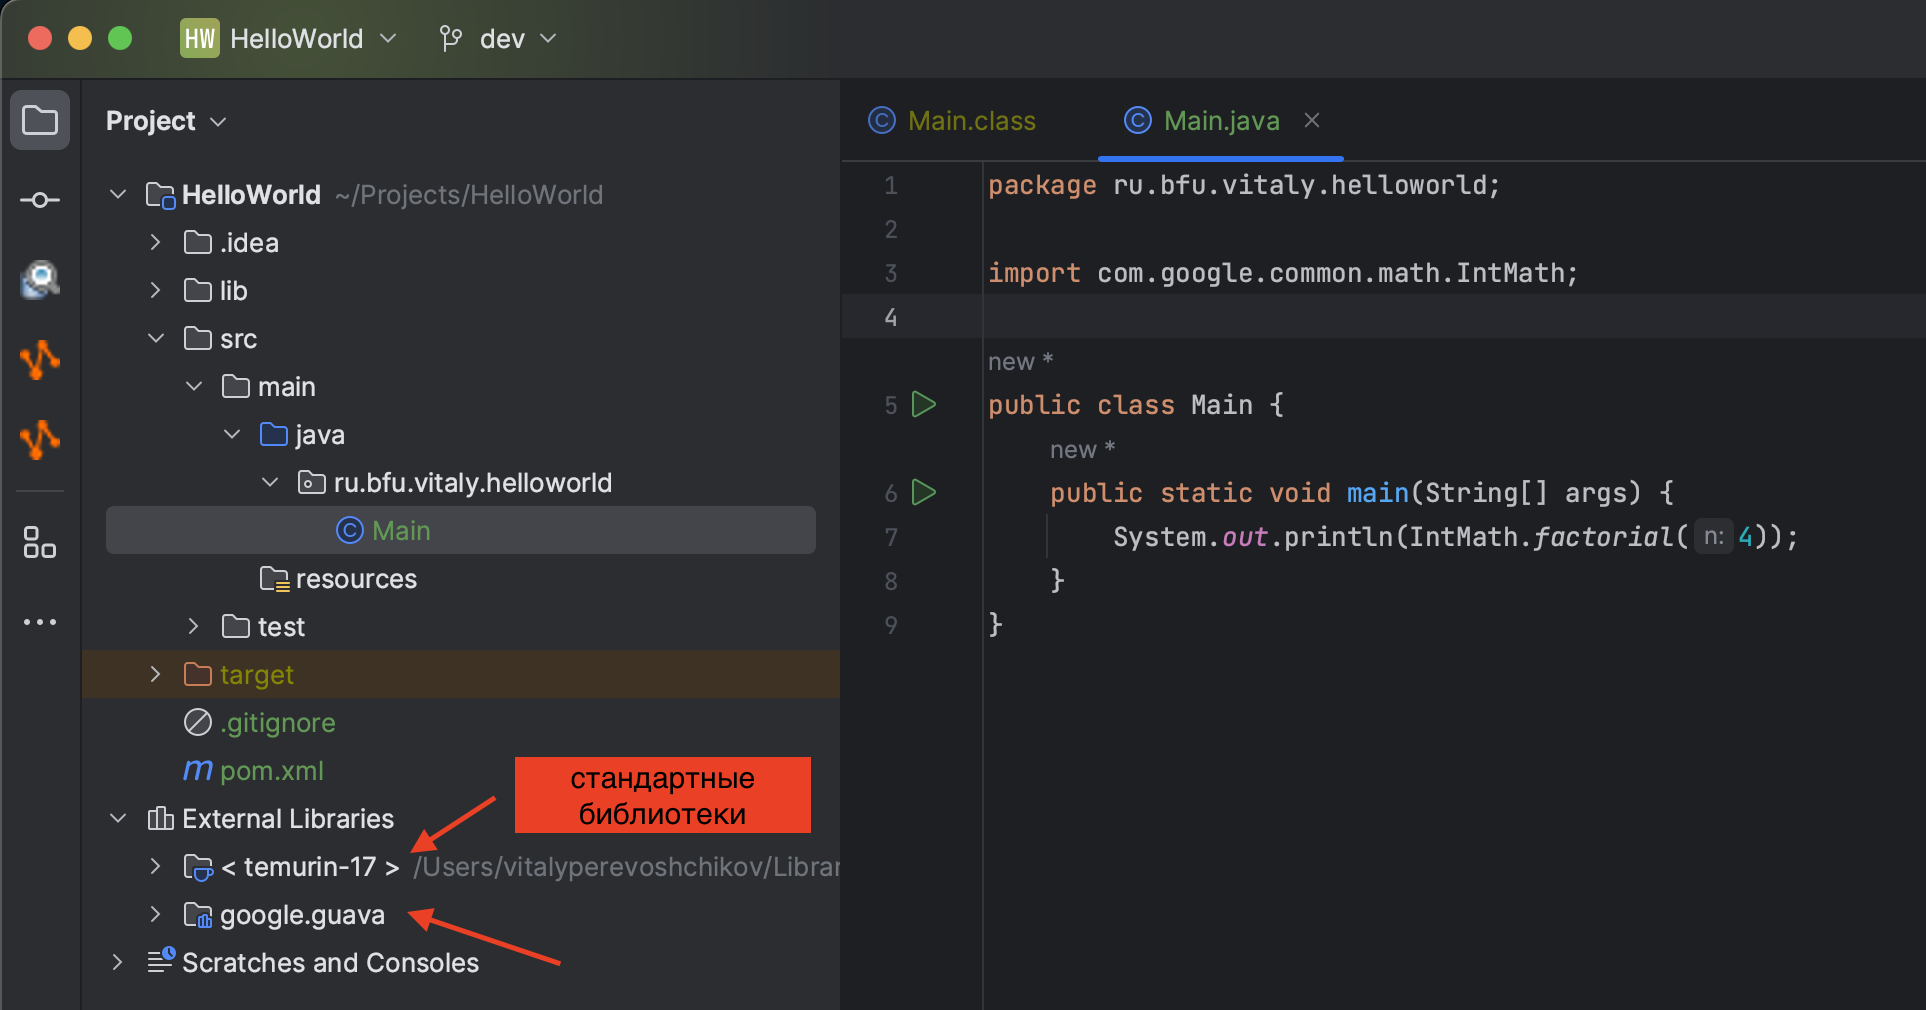 HW HelloWorld dev
Project
HelloWorld ~/Projects/HelloWorld
.idea
lib
src
main
java
ru.bfu.vitaly.helloworld
Main
resources
test
target
.gitignore
m pom.xml
стандартные
библиотеки
External Libraries
< temurin-17 > /Users/vitalyperevoshchikov/Librar
google.guava
Scratches and Consoles
C Main.class C Main.java
1 package ru.bfu.vitaly.helloworld;
2
3 import com.google.common.math.IntMath;
4
new *
5 public class Main {
new *
6 public static void main(String[] args) {
7 System.out.println(IntMath.factorial( n: 4));
8 }
9 }